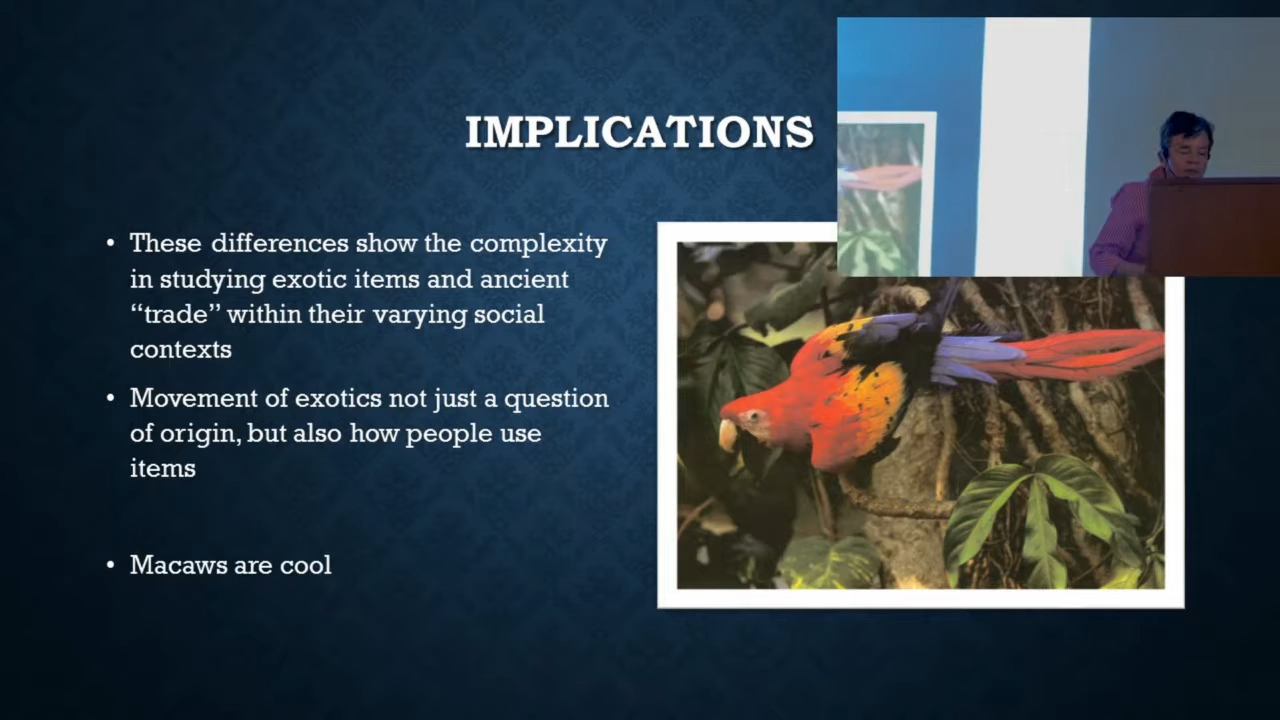 IMPLICATIONS
• These differences show the complexity
in studying exotic items and ancient
“trade” within their varying social
contexts
• Movement of exotics not just a question
of origin, but also how people use
items
• Macaws are cool